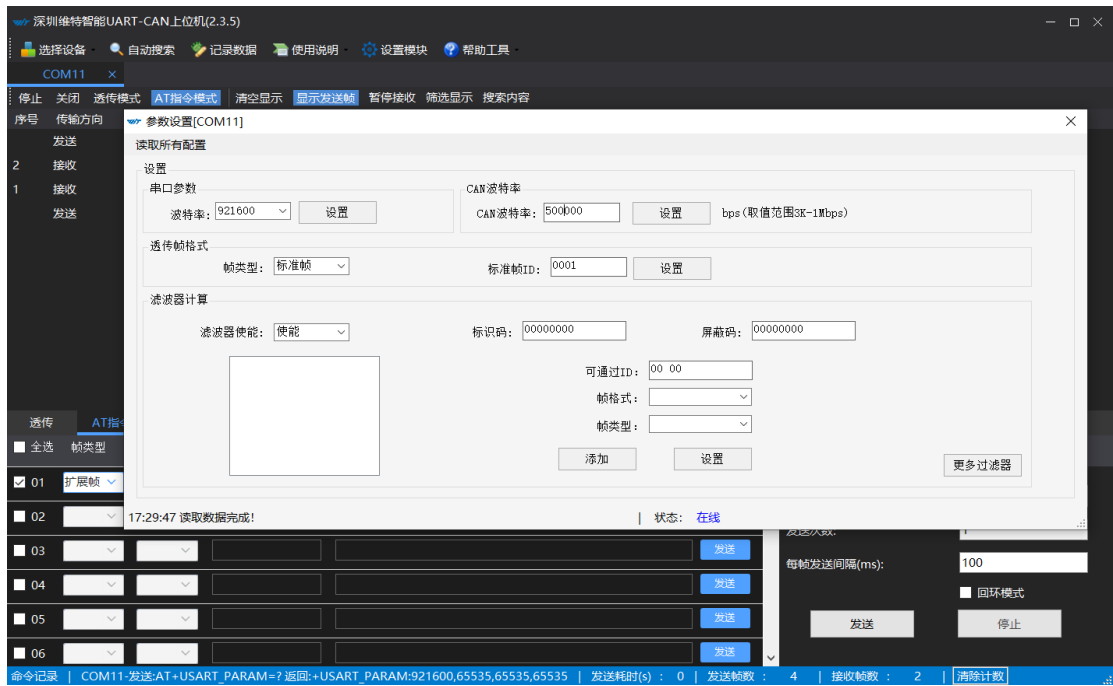 深圳维特智能UART-CAN上位机(2.3.5)
选择设备 自动搜索 记录数据 使用说明 设置模块 帮助工具
COM11 ×
停止 关闭 透传模式 AT指令模式 清空显示 显示发送帧 暂停接收 筛选显示 搜索内容
序号 传输方向
发送
2 接收
1 接收
发送
参数设置[COM11]
读取所有配置
设置
串口参数
波特率: 921600 设置
CAN波特率
CAN波特率: 500000 设置 bps(取值范围3K-1Mbps)
透传帧格式
帧类型: 标准帧 标准帧ID: 0001 设置
滤波器计算
滤波器使能: 使能 标识码: 00000000 屏蔽码: 00000000
可通过ID: 00 00
帧格式:
帧类型:
添加 设置
更多过滤器
17:29:47 读取数据完成! | 状态: 在线
透传 AT指
全选 帧类型
01 扩展帧
02
03 发送
04 发送
05 发送
06 发送
发送次数: 1
每帧发送间隔(ms): 100
回环模式
发送 停止
命令记录 | COM11-发送:AT+USART_PARAM=? 返回:+USART_PARAM:921600,65535,65535,65535 | 发送耗时(s) : 0 | 发送帧数 : 4 | 接收帧数 : 2 | 清除计数